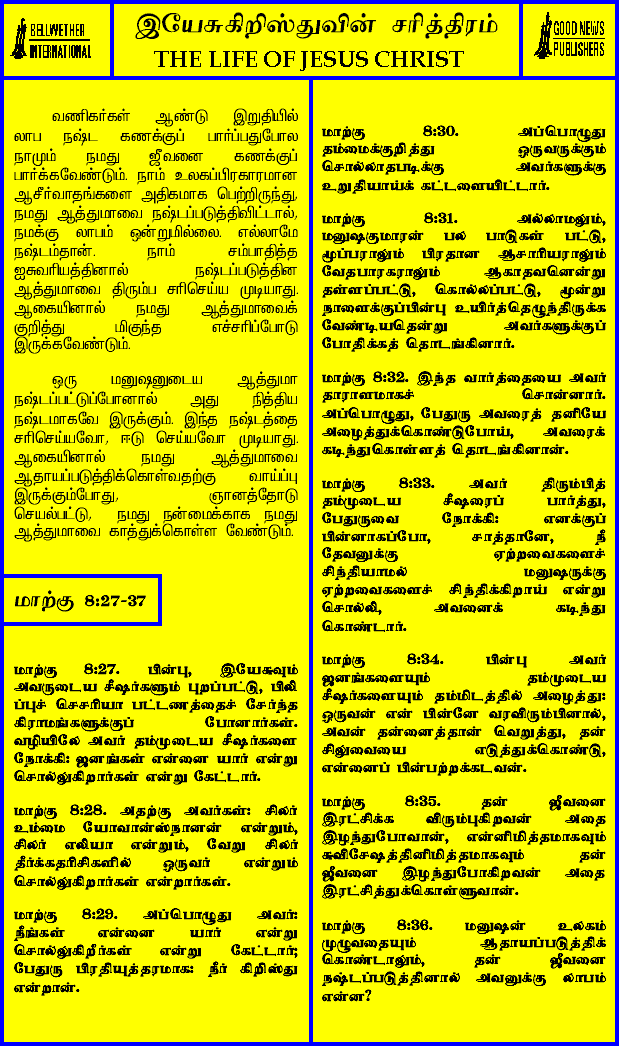 BELLWETHER
INTERNATIONAL
இயேசுகிறிஸ்துவின் சரித்திரம்
THE LIFE OF JESUS CHRIST
GOOD NEWS
PUBLISHERS
வணிகர்கள் ஆண்டு இறுதியில்
லாப நஷ்ட கணக்குப் பார்ப்பதுபோல
நாமும் நமது ஜீவனை கணக்குப்
பார்க்கவேண்டும். நாம் உலகப்பிரகாரமான
ஆசீர்வாதங்களை அதிகமாக பெற்றிருந்து,
நமது ஆத்துமாவை நஷ்டப்படுத்திவிட்டால்,
நமக்கு லாபம் ஒன்றுமில்லை. எல்லாமே
நஷ்டம்தான். நாம் சம்பாதித்த
ஐசுவரியத்தினால் நஷ்டப்படுத்தின
ஆத்துமாவை திரும்ப சரிசெய்ய முடியாது.
ஆகையினால் நமது ஆத்துமாவைக்
குறித்து மிகுந்த எச்சரிப்போடு
இருக்கவேண்டும்.
ஒரு மனுஷனுடைய ஆத்துமா
நஷ்டப்பட்டுப்போனால் அது நித்திய
நஷ்டமாகவே இருக்கும். இந்த நஷ்டத்தை
சரிசெய்யவோ, ஈடு செய்யவோ முடியாது.
ஆகையினால் நமது ஆத்துமாவை
ஆதாயப்படுத்திக்கொள்வதற்கு வாய்ப்பு
இருக்கும்போது, ஞானத்தோடு
செயல்பட்டு, நமது நன்மைக்காக நமது
ஆத்துமாவை காத்துக்கொள்ள வேண்டும்.
மாற்கு 8:27-37
மாற்கு 8:27. பின்பு, இயேசுவும்
அவருடைய சீஷர்களும் புறப்பட்டு, பிலி
ப்புச் செசரியா பட்டணத்தைச் சேர்ந்த
கிராமங்களுக்குப் போனார்கள்.
வழியிலே அவர் தம்முடைய சீஷர்களை
நோக்கி: ஜனங்கள் என்னை யார் என்று
சொல்லுகிறார்கள் என்று கேட்டார்.
மாற்கு 8:28. அதற்கு அவர்கள்: சிலர்
உம்மை யோவான்ஸ்நானன் என்றும்,
சிலர் எலியா என்றும், வேறு சிலர்
தீர்க்கதரிசிகளில் ஒருவர் என்றும்
சொல்லுகிறார்கள் என்றார்கள்.
மாற்கு 8:29. அப்பொழுது அவர்:
நீங்கள் என்னை யார் என்று
சொல்லுகிறீர்கள் என்று கேட்டார்;
பேதுரு பிரதியுத்தரமாக: நீர் கிறிஸ்து
என்றான்.
மாற்கு 8:30. அப்பொழுது
தம்மைக்குறித்து ஒருவருக்கும்
சொல்லாதபடிக்கு அவர்களுக்கு
உறுதியாய்க் கட்டளையிட்டார்.
மாற்கு 8:31. அல்லாமலும்,
மனுஷகுமாரன் பல பாடுகள் பட்டு,
மூப்பராலும் பிரதான ஆசாரியராலும்
வேதபாரகராலும் ஆகாதவனென்று
தள்ளப்பட்டு, கொல்லப்பட்டு, மூன்று
நாளைக்குப்பின்பு உயிர்த்தெழுந்திருக்க
வேண்டியதென்று அவர்களுக்குப்
போதிக்கத் தொடங்கினார்.
மாற்கு 8:32. இந்த வார்த்தையை அவர்
தாராளமாகச் சொன்னார்.
அப்பொழுது, பேதுரு அவரைத் தனியே
அழைத்துக்கொண்டுபோய், அவரைக்
கடிந்துகொள்ளத் தொடங்கினான்.
மாற்கு 8:33. அவர் திரும்பித்
தம்முடைய சீஷரைப் பார்த்து,
பேதுருவை நோக்கி: எனக்குப்
பின்னாகப்போ, சாத்தானே, நீ
தேவனுக்கு ஏற்றவைகளைச்
சிந்தியாமல் மனுஷருக்கு
ஏற்றவைகளைச் சிந்திக்கிறாய் என்று
சொல்லி, அவனைக் கடிந்து
கொண்டார்.
மாற்கு 8:34. பின்பு அவர்
ஜனங்களையும் தம்முடைய
சீஷர்களையும் தம்மிடத்தில் அழைத்து:
ஒருவன் என் பின்னே வரவிரும்பினால்,
அவன் தன்னைத்தான் வெறுத்து, தன்
சிலுவையை எடுத்துக்கொண்டு,
என்னைப் பின்பற்றக்கடவன்.
மாற்கு 8:35. தன் ஜீவனை
இரட்சிக்க விரும்புகிறவன் அதை
இழந்துபோவான், என்னிமித்தமாகவும்
சுவிசேஷத்தினிமித்தமாகவும் தன்
ஜீவனை இழந்துபோகிறவன் அதை
இரட்சித்துக்கொள்ளுவான்.
மாற்கு 8:36. மனுஷன் உலகம்
முழுவதையும் ஆதாயப்படுத்திக்
கொண்டாலும், தன் ஜீவனை
நஷ்டப்படுத்தினால் அவனுக்கு லாபம்
என்ன?